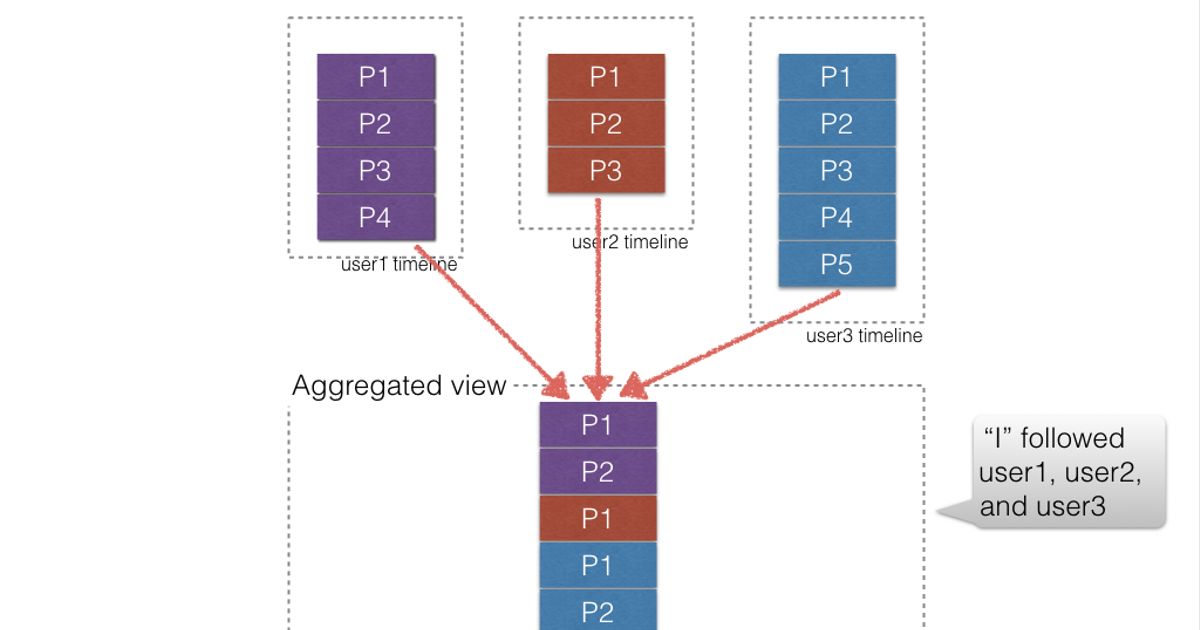 P1
P2
P3
P4
user1 timeline
P1
P2
P3
user2 timeline
P1
P2
P3
P4
P5
user3 timeline
Aggregated view
P1
P2
P1
P1
P2
“I” followed
user1, user2,
and user3